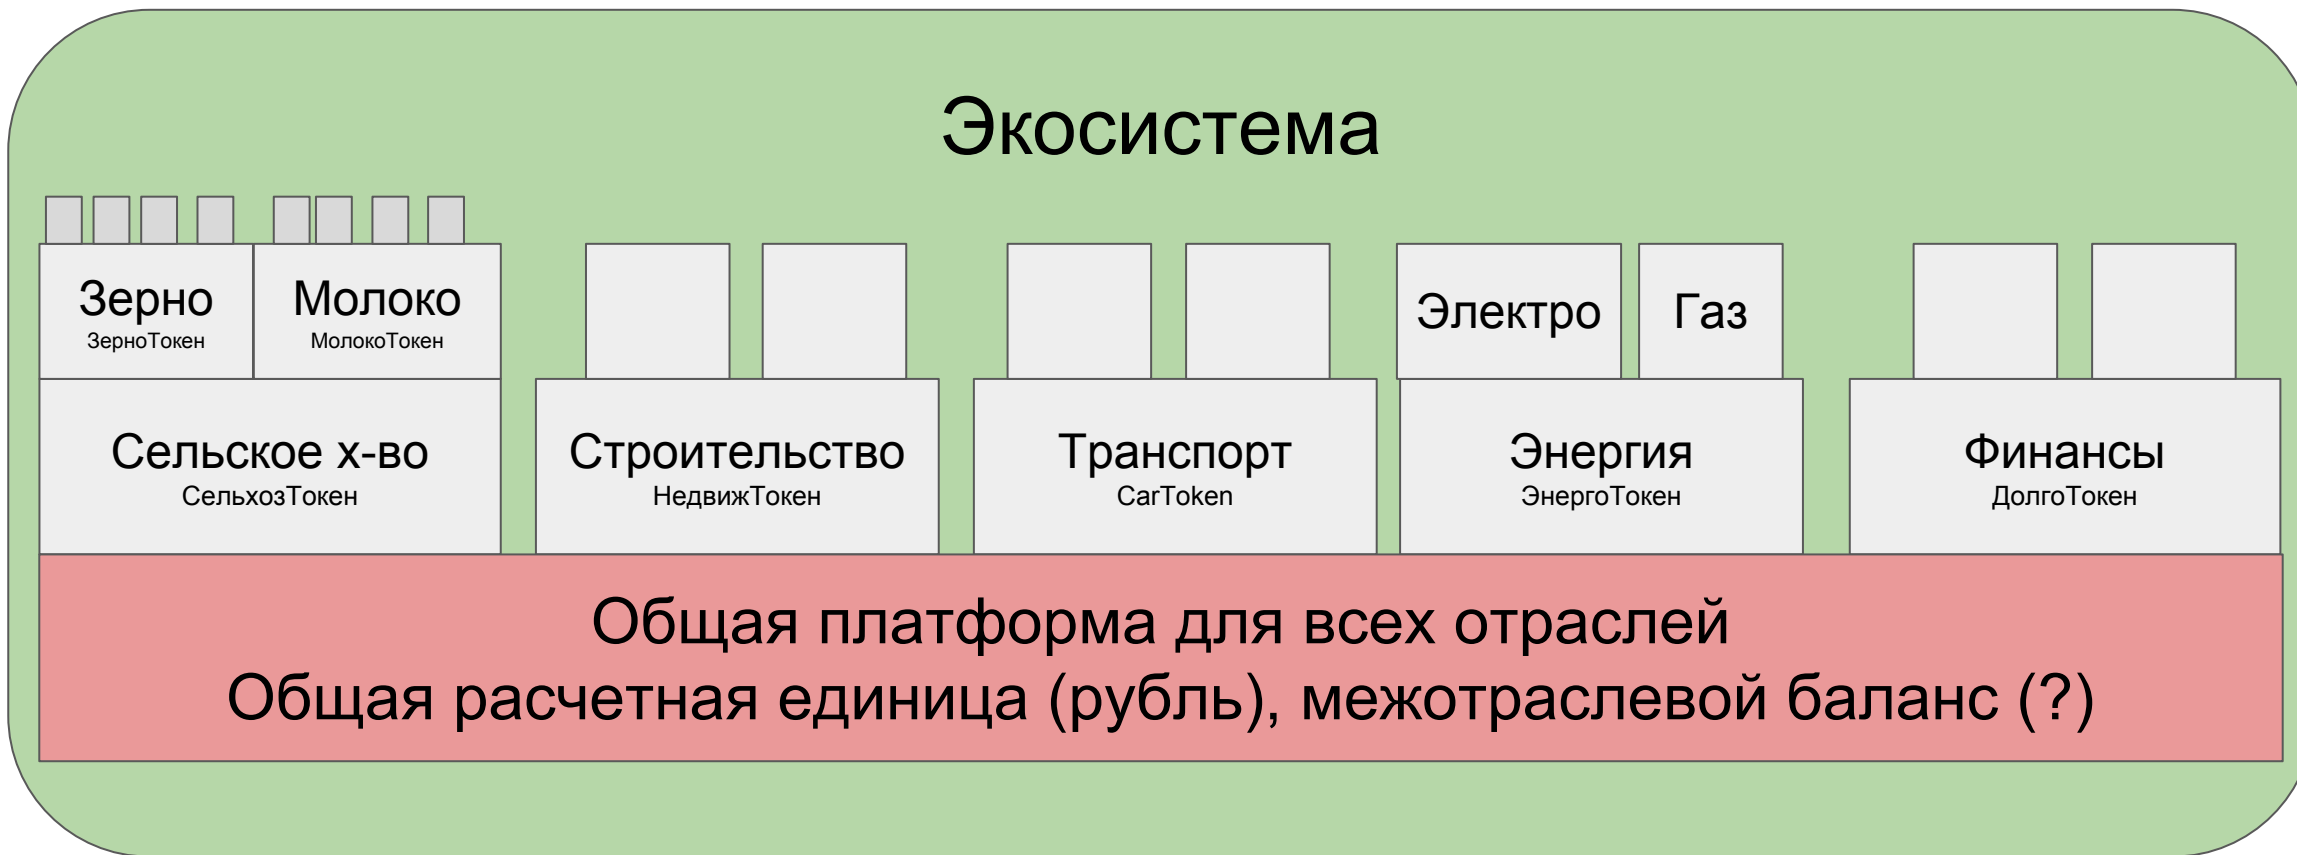 Экосистема
Зерно
ЗерноТокен
Молоко
МолокоТокен
Электро
Газ
Сельское х-во
СельхозТокен
Строительство
НедвижТокен
Транспорт
CarToken
Энергия
ЭнергоТокен
Финансы
ДолгоТокен
Общая платформа для всех отраслей
Общая расчетная единица (рубль), межотраслевой баланс (?)